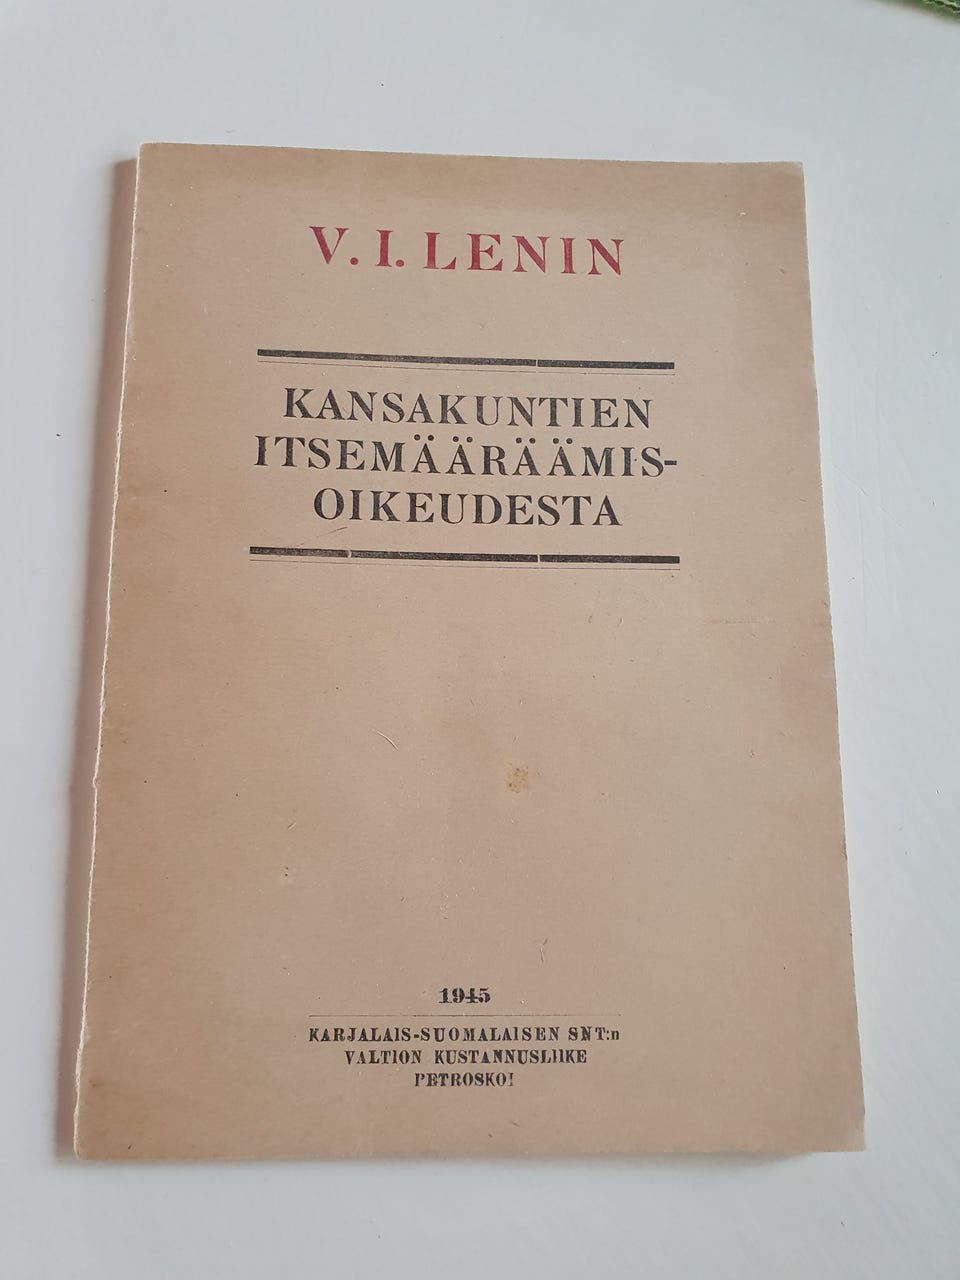 V. I. LENIN
KANSAKUNTIEN
ITSEMÄÄRÄÄMIS-
OIKEUDESTA
1945
KARJALAIS-SUOMALAISEN SNT:n
VALTION KUSTANNUSLIIKE
PETROSKOI